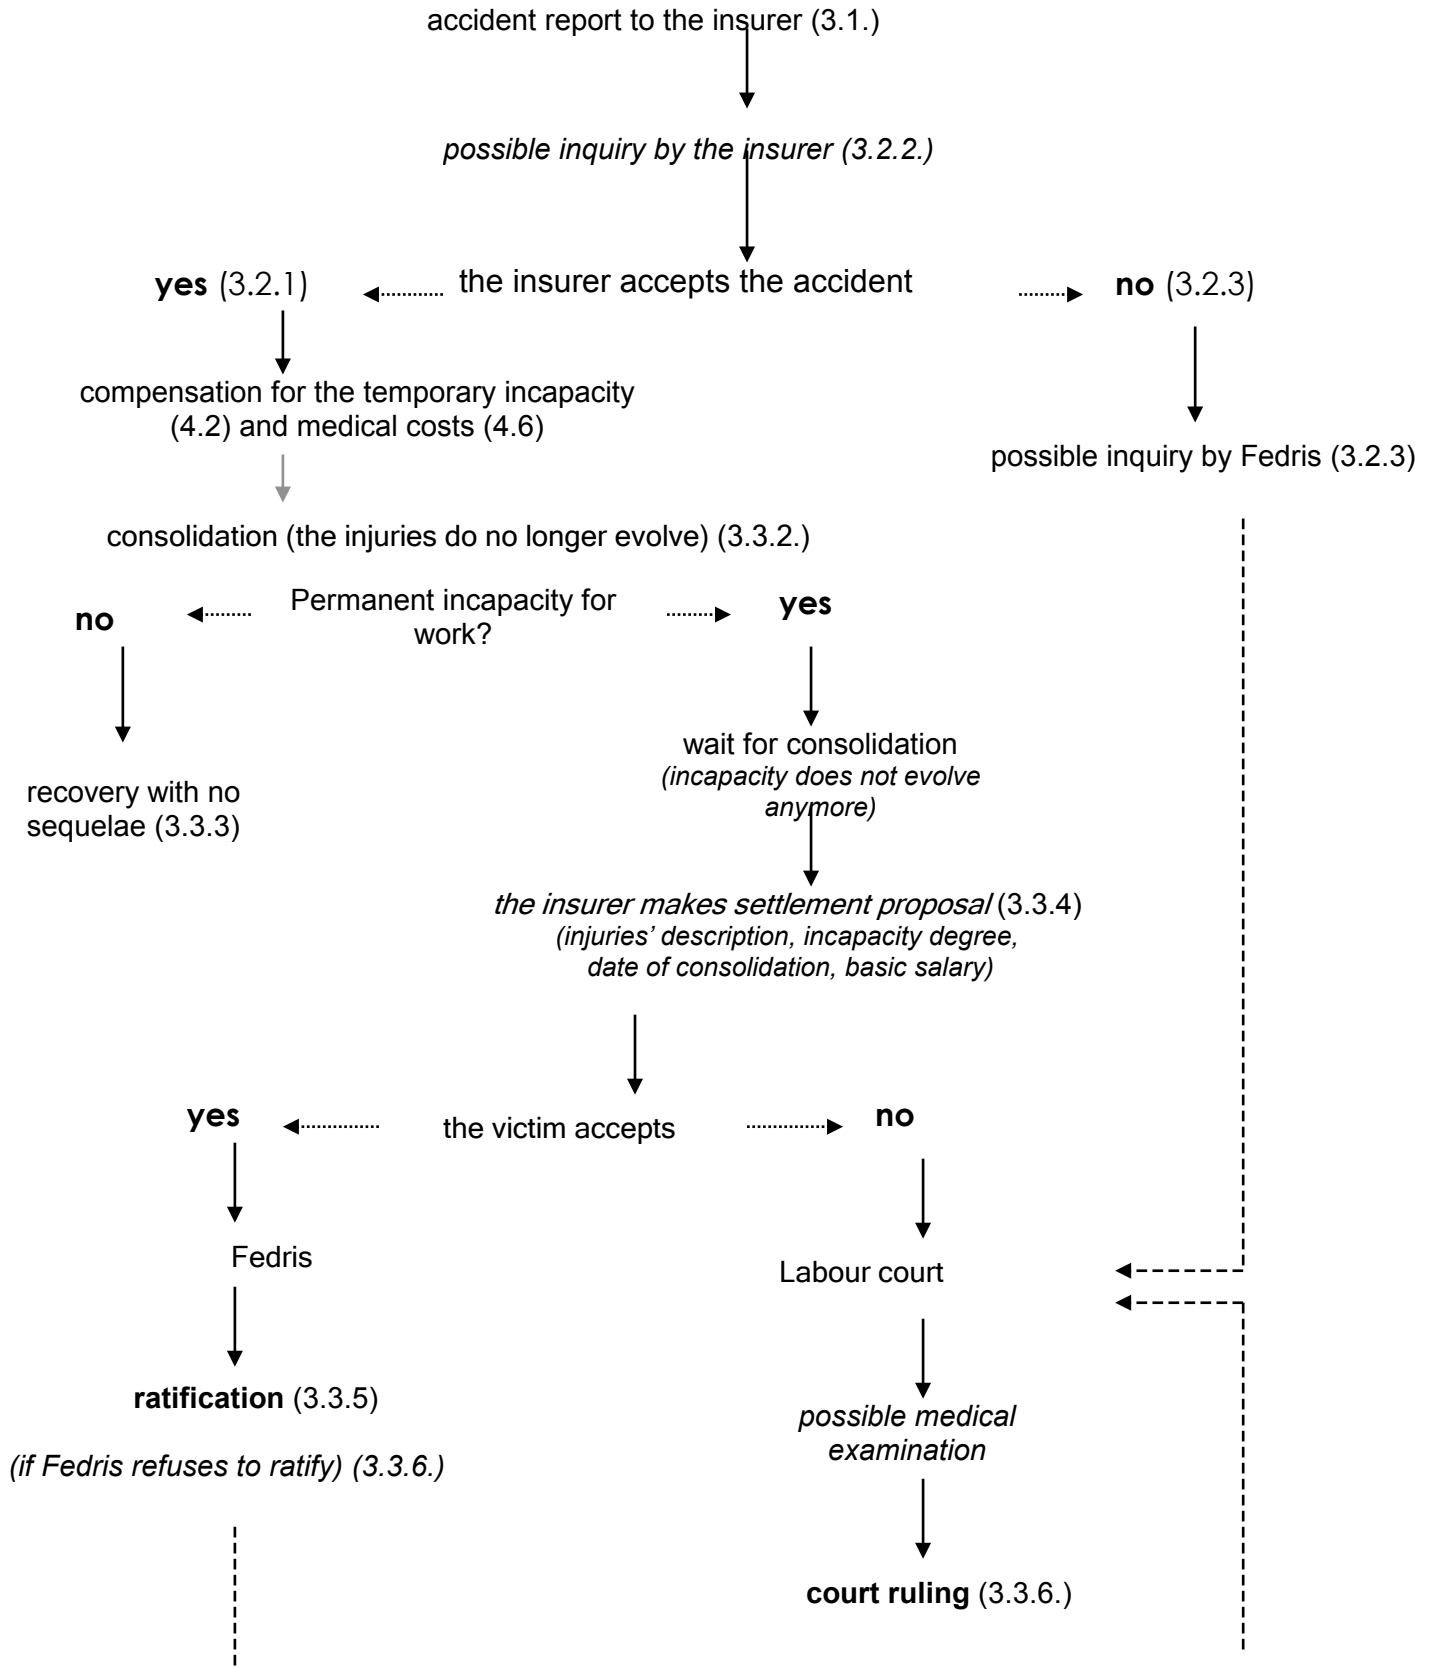 accident report to the insurer (3.1.)
possible inquiry by the insurer (3.2.2.)
yes (3.2.1)
the insurer accepts the accident
no (3.2.3)
compensation for the temporary incapacity
(4.2) and medical costs (4.6)
possible inquiry by Fedris (3.2.3)
consolidation (the injuries do no longer evolve) (3.3.2.)
no
Permanent incapacity for
work?
yes
wait for consolidation
(incapacity does not evolve
anymore)
recovery with no
sequelae (3.3.3)
the insurer makes settlement proposal (3.3.4)
(injuries’ description, incapacity degree,
date of consolidation, basic salary)
yes
the victim accepts
no
Fedris
Labour court
ratification (3.3.5)
possible medical
examination
(if Fedris refuses to ratify) (3.3.6.)
court ruling (3.3.6.)